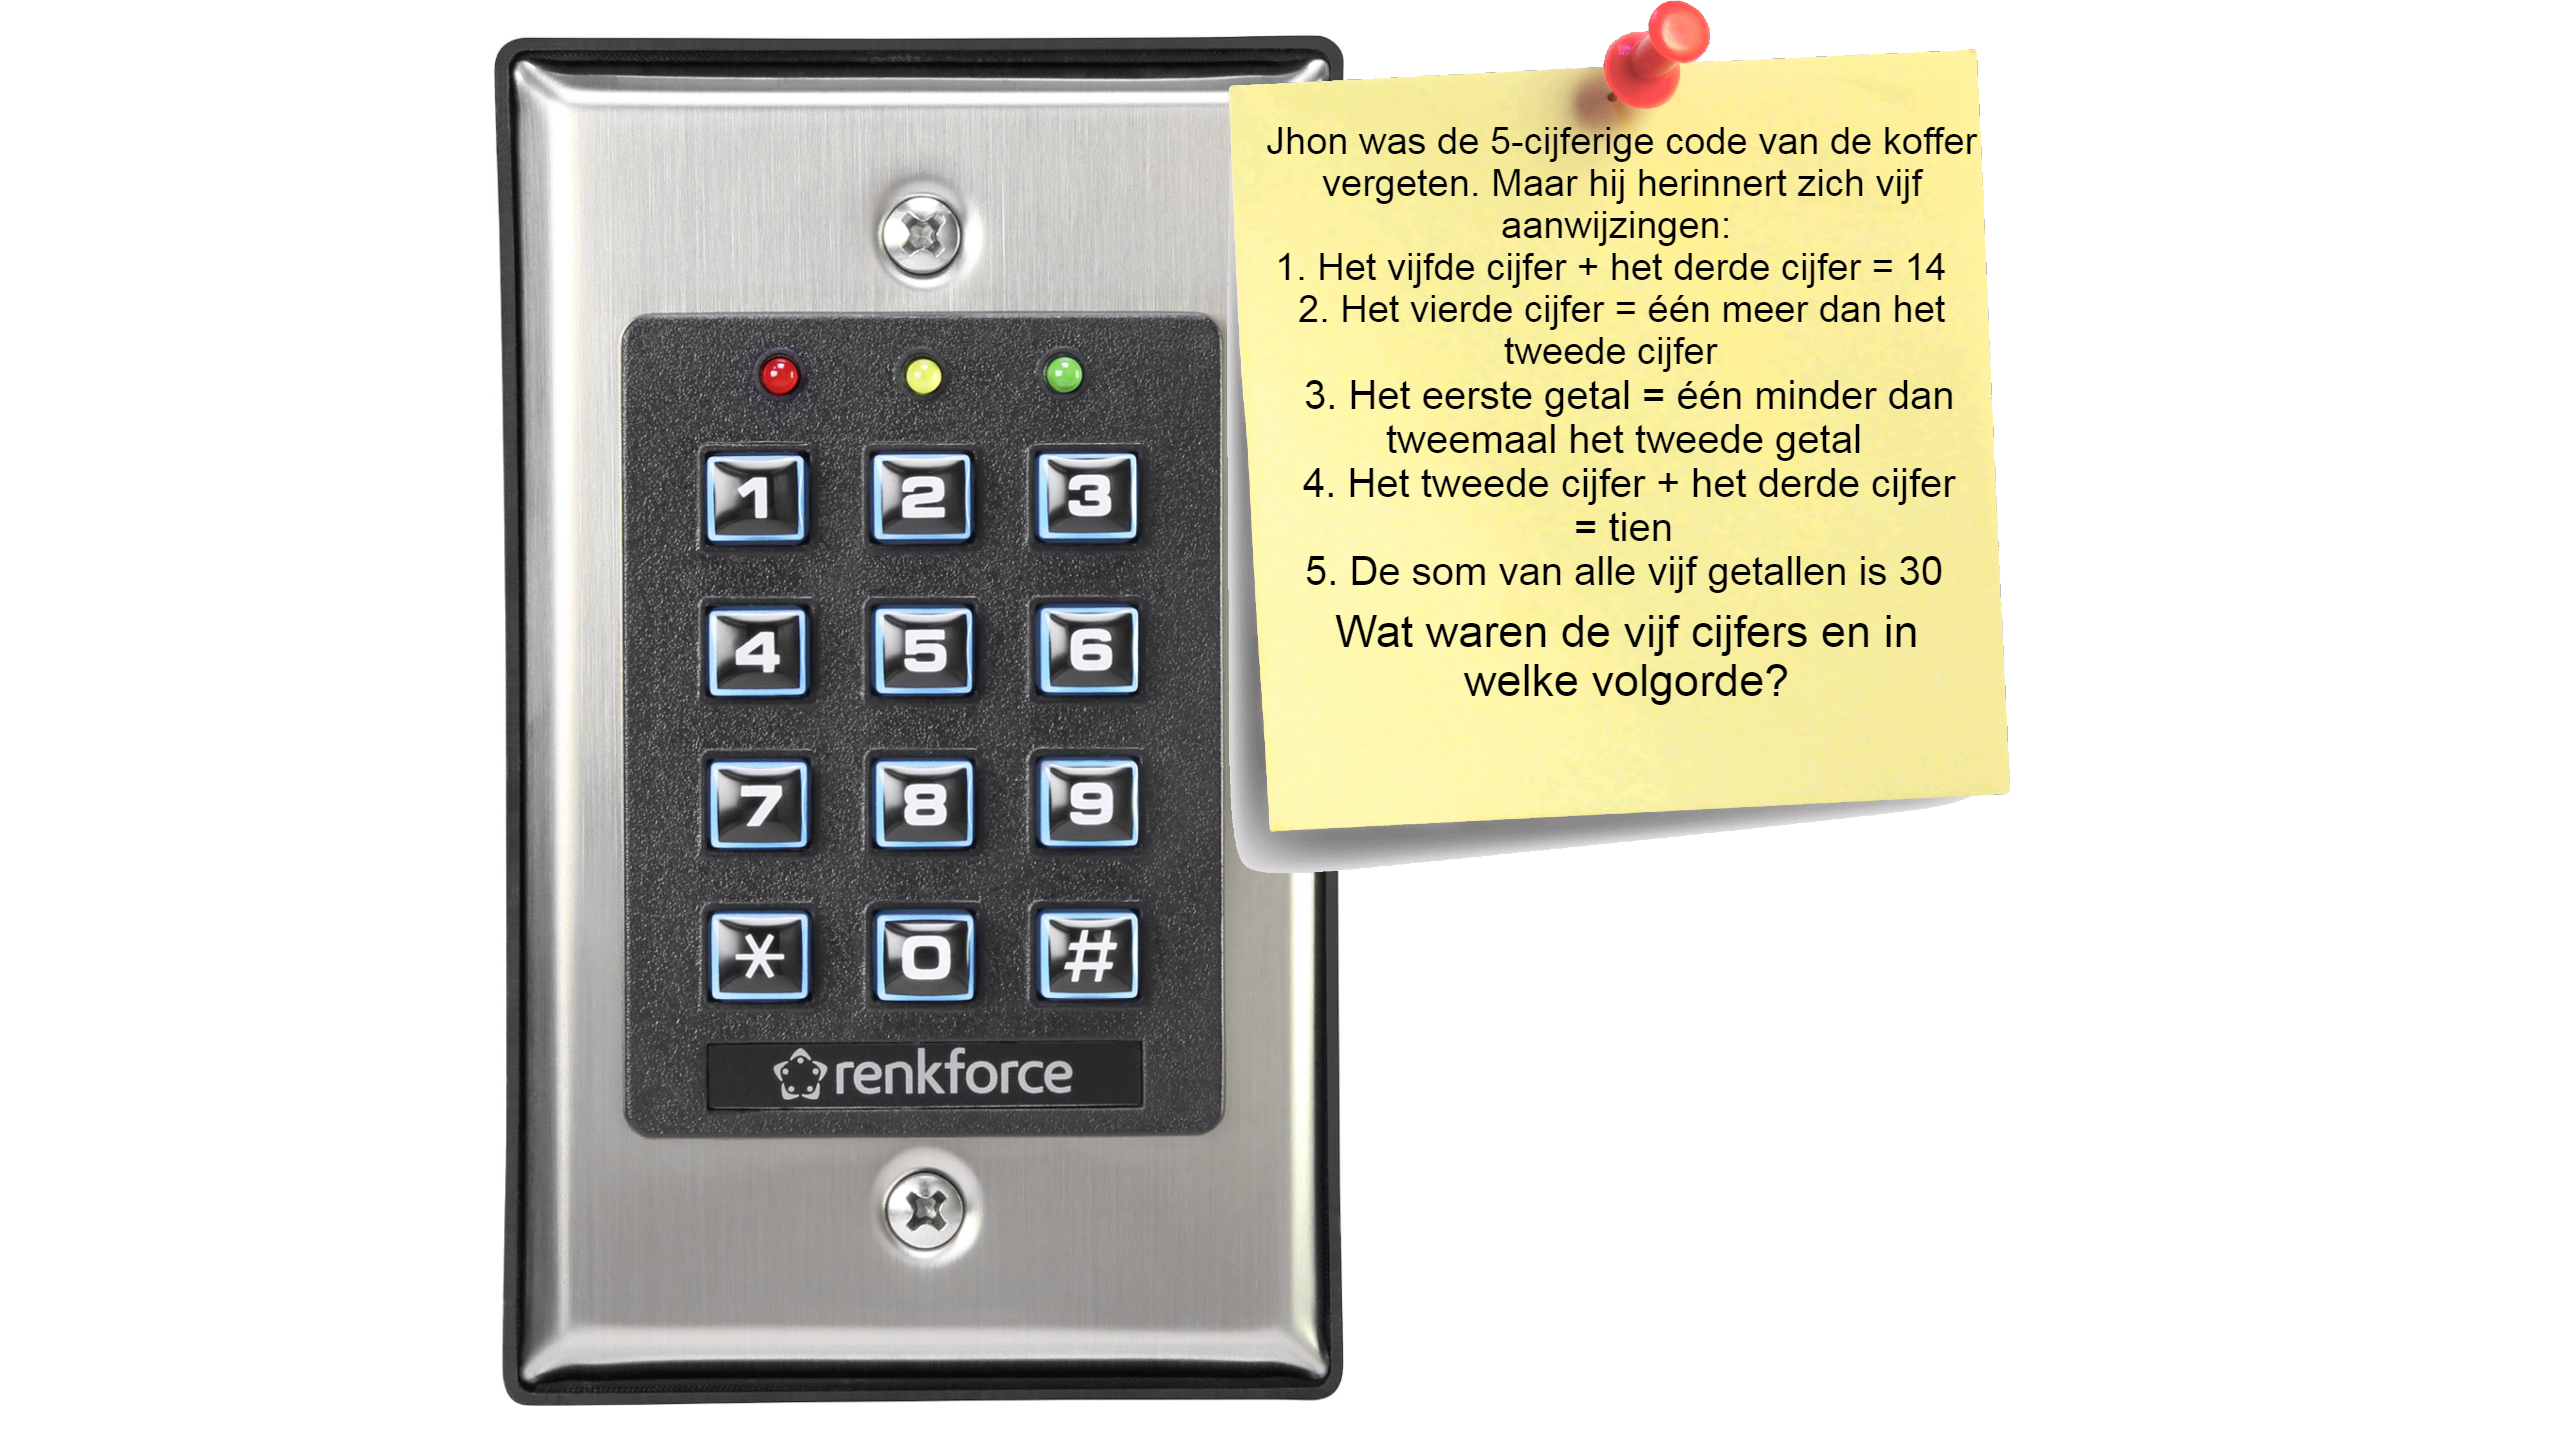 Jhon was de 5-cijferige code van de koffer
vergeten. Maar hij herinnert zich vijf
aanwijzingen:
1. Het vijfde cijfer + het derde cijfer = 14
2. Het vierde cijfer = één meer dan het
tweede cijfer
3. Het eerste getal = één minder dan
tweemaal het tweede getal
4. Het tweede cijfer + het derde cijfer
= tien
5. De som van alle vijf getallen is 30
Wat waren de vijf cijfers en in
welke volgorde?
1 2 3
4 5 6
7 8 9
* 0 #
renkforce